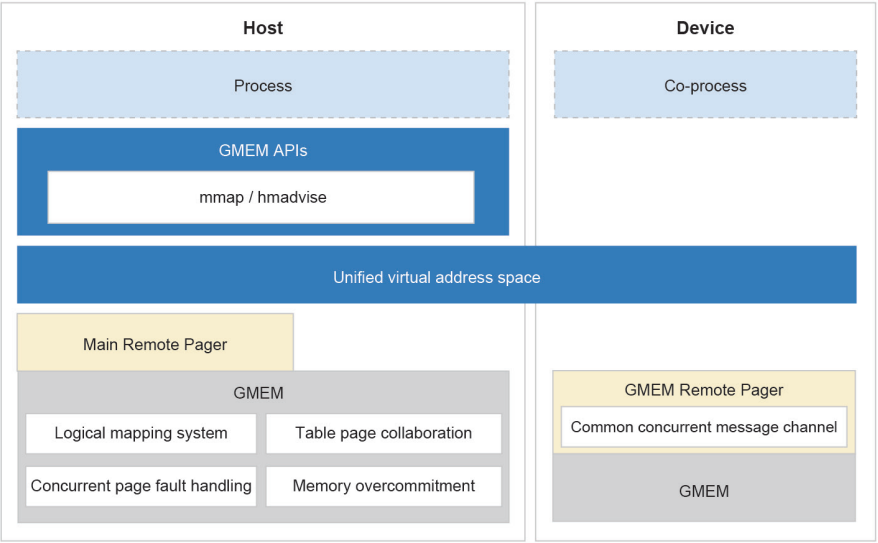 Host
Process
GMEM APIs
mmap / hmadvise
Device
Co-process
Unified virtual address space
Main Remote Pager
GMEM
Logical mapping system
Table page collaboration
Concurrent page fault handling
Memory overcommitment
GMEM Remote Pager
Common concurrent message channel
GMEM